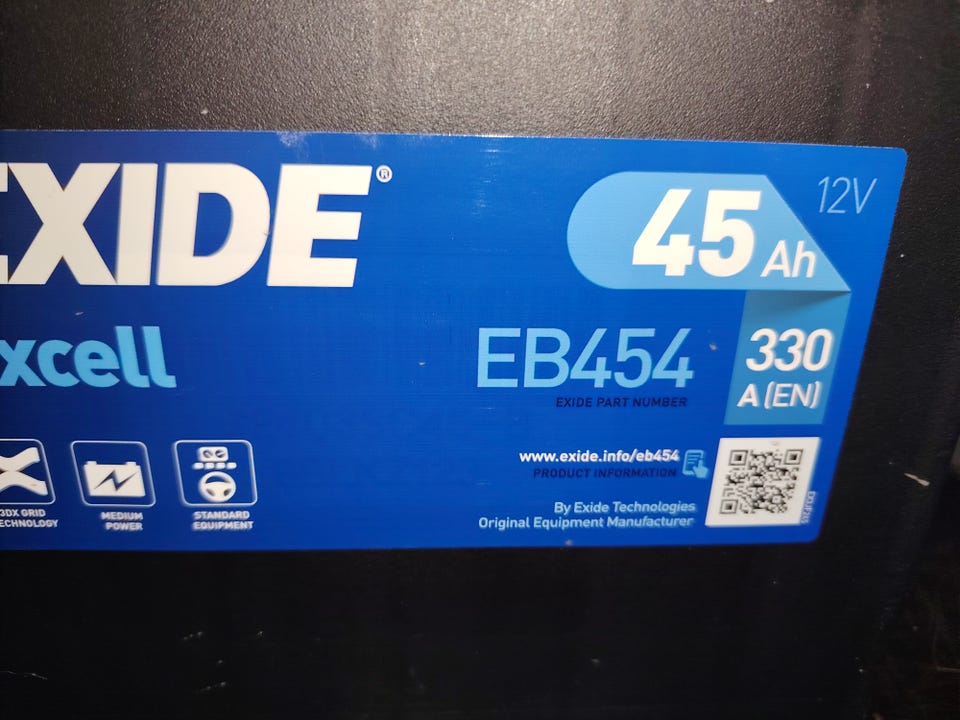 EXIDE®
xcell
45 Ah
12V
EB454
EXIDE PART NUMBER
330
A (EN)
www.exide.info/eb454
PRODUCT INFORMATION
By Exide Technologies
Original Equipment Manufacturer
3DX GRID
TECHNOLOGY
MEDIUM
POWER
STANDARD
EQUIPMENT